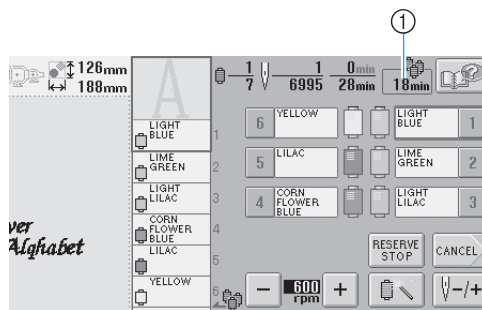 1
126mm
188mm
ver
Alqhabet
A
LIGHT
BLUE
1
LIME
GREEN
2
LIGHT
LILAC
3
CORN
FLOWER
BLUE
4
LILAC
5
YELLOW
6
1 1 0min
7 6995 28min 18min
6 YELLOW LIGHT
BLUE 1
5 LILAC LIME
GREEN 2
4 CORN
FLOWER
BLUE LIGHT
LILAC 3
RESERVE
STOP CANCEL
- 600
rpm + -/+